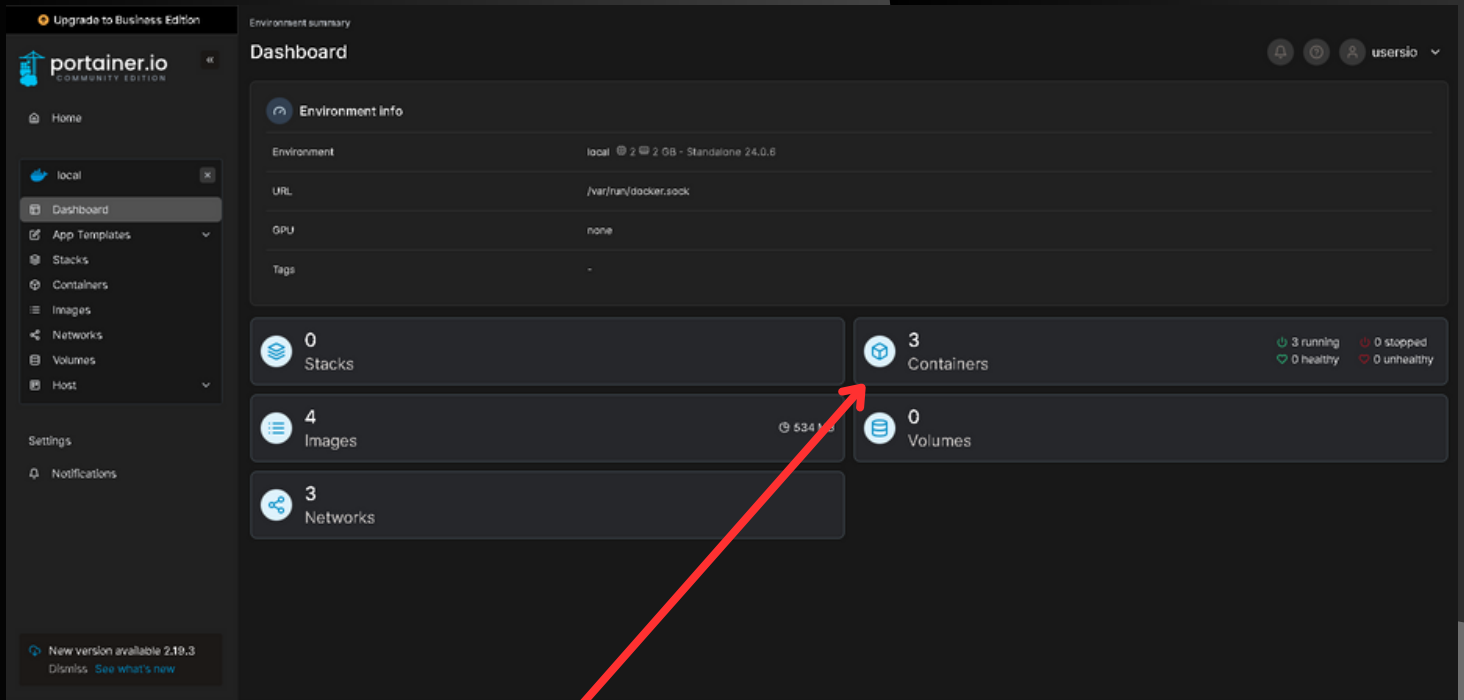 Upgrade to Business Edition
portainer.io
COMMUNITY EDITION
Home
local
Dashboard
App Templates
Stacks
Containers
Images
Networks
Volumes
Host
Settings
Notifications
New version available 2.19.3
Dismiss See what's new
Environment summary
Dashboard
usersio
Environment info
Environment local 2 2 GB - Standalone 24.0.6
URL /var/run/docker.sock
GPU none
Tags -
0
Stacks
3
Containers
3 running 0 stopped
0 healthy 0 unhealthy
4
Images
534
0
Volumes
3
Networks